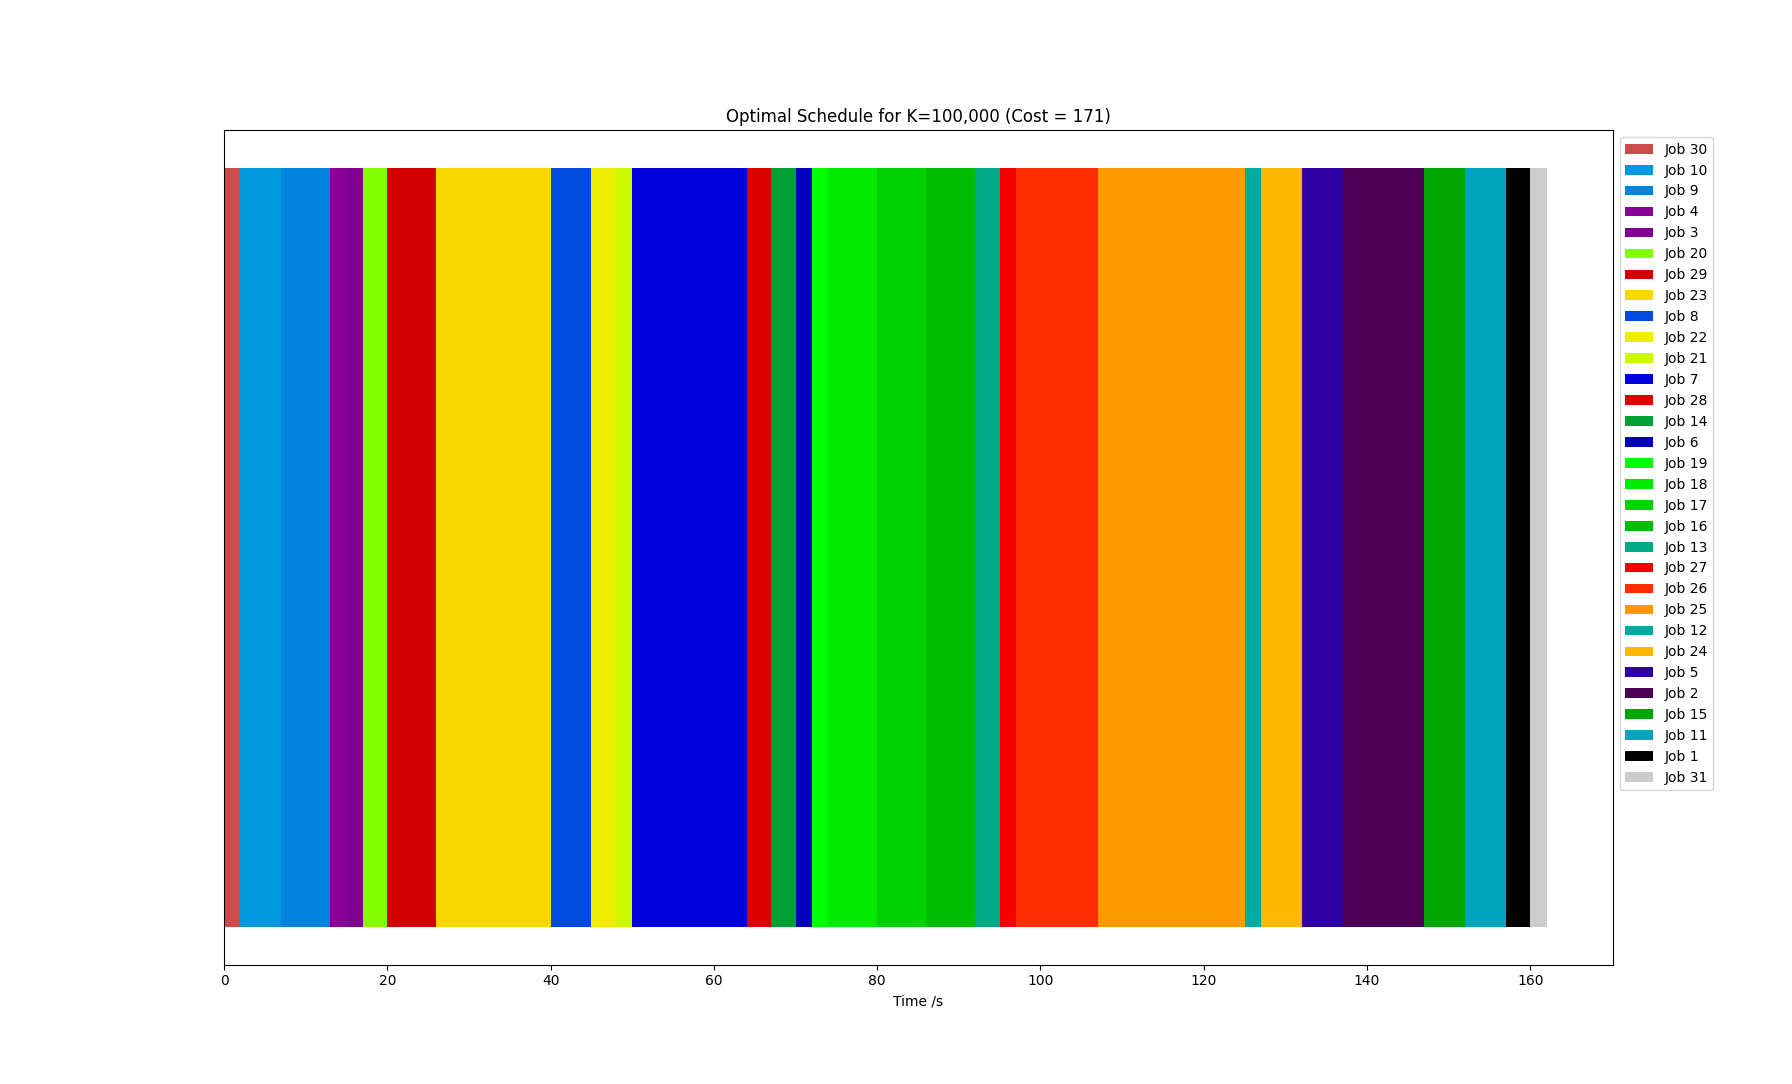 Optimal Schedule for K=100,000 (Cost = 171)
Job 30
Job 10
Job 9
Job 4
Job 3
Job 20
Job 29
Job 23
Job 8
Job 22
Job 21
Job 7
Job 28
Job 14
Job 6
Job 19
Job 18
Job 17
Job 16
Job 13
Job 27
Job 26
Job 25
Job 12
Job 24
Job 5
Job 2
Job 15
Job 11
Job 1
Job 31
0 20 40 60 80 100 120 140 160
Time /s